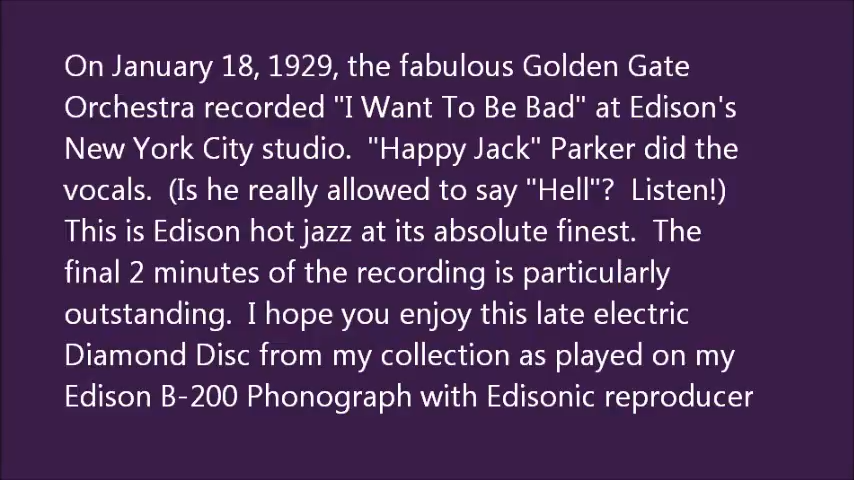 On January 18, 1929, the fabulous Golden Gate
Orchestra recorded "I Want To Be Bad" at Edison's
New York City studio.  "Happy Jack" Parker did the
vocals.  (Is he really allowed to say "Hell"?  Listen!)
This is Edison hot jazz at its absolute finest.  The
final 2 minutes of the recording is particularly
outstanding.  I hope you enjoy this late electric
Diamond Disc from my collection as played on my
Edison B-200 Phonograph with Edisonic reproducer